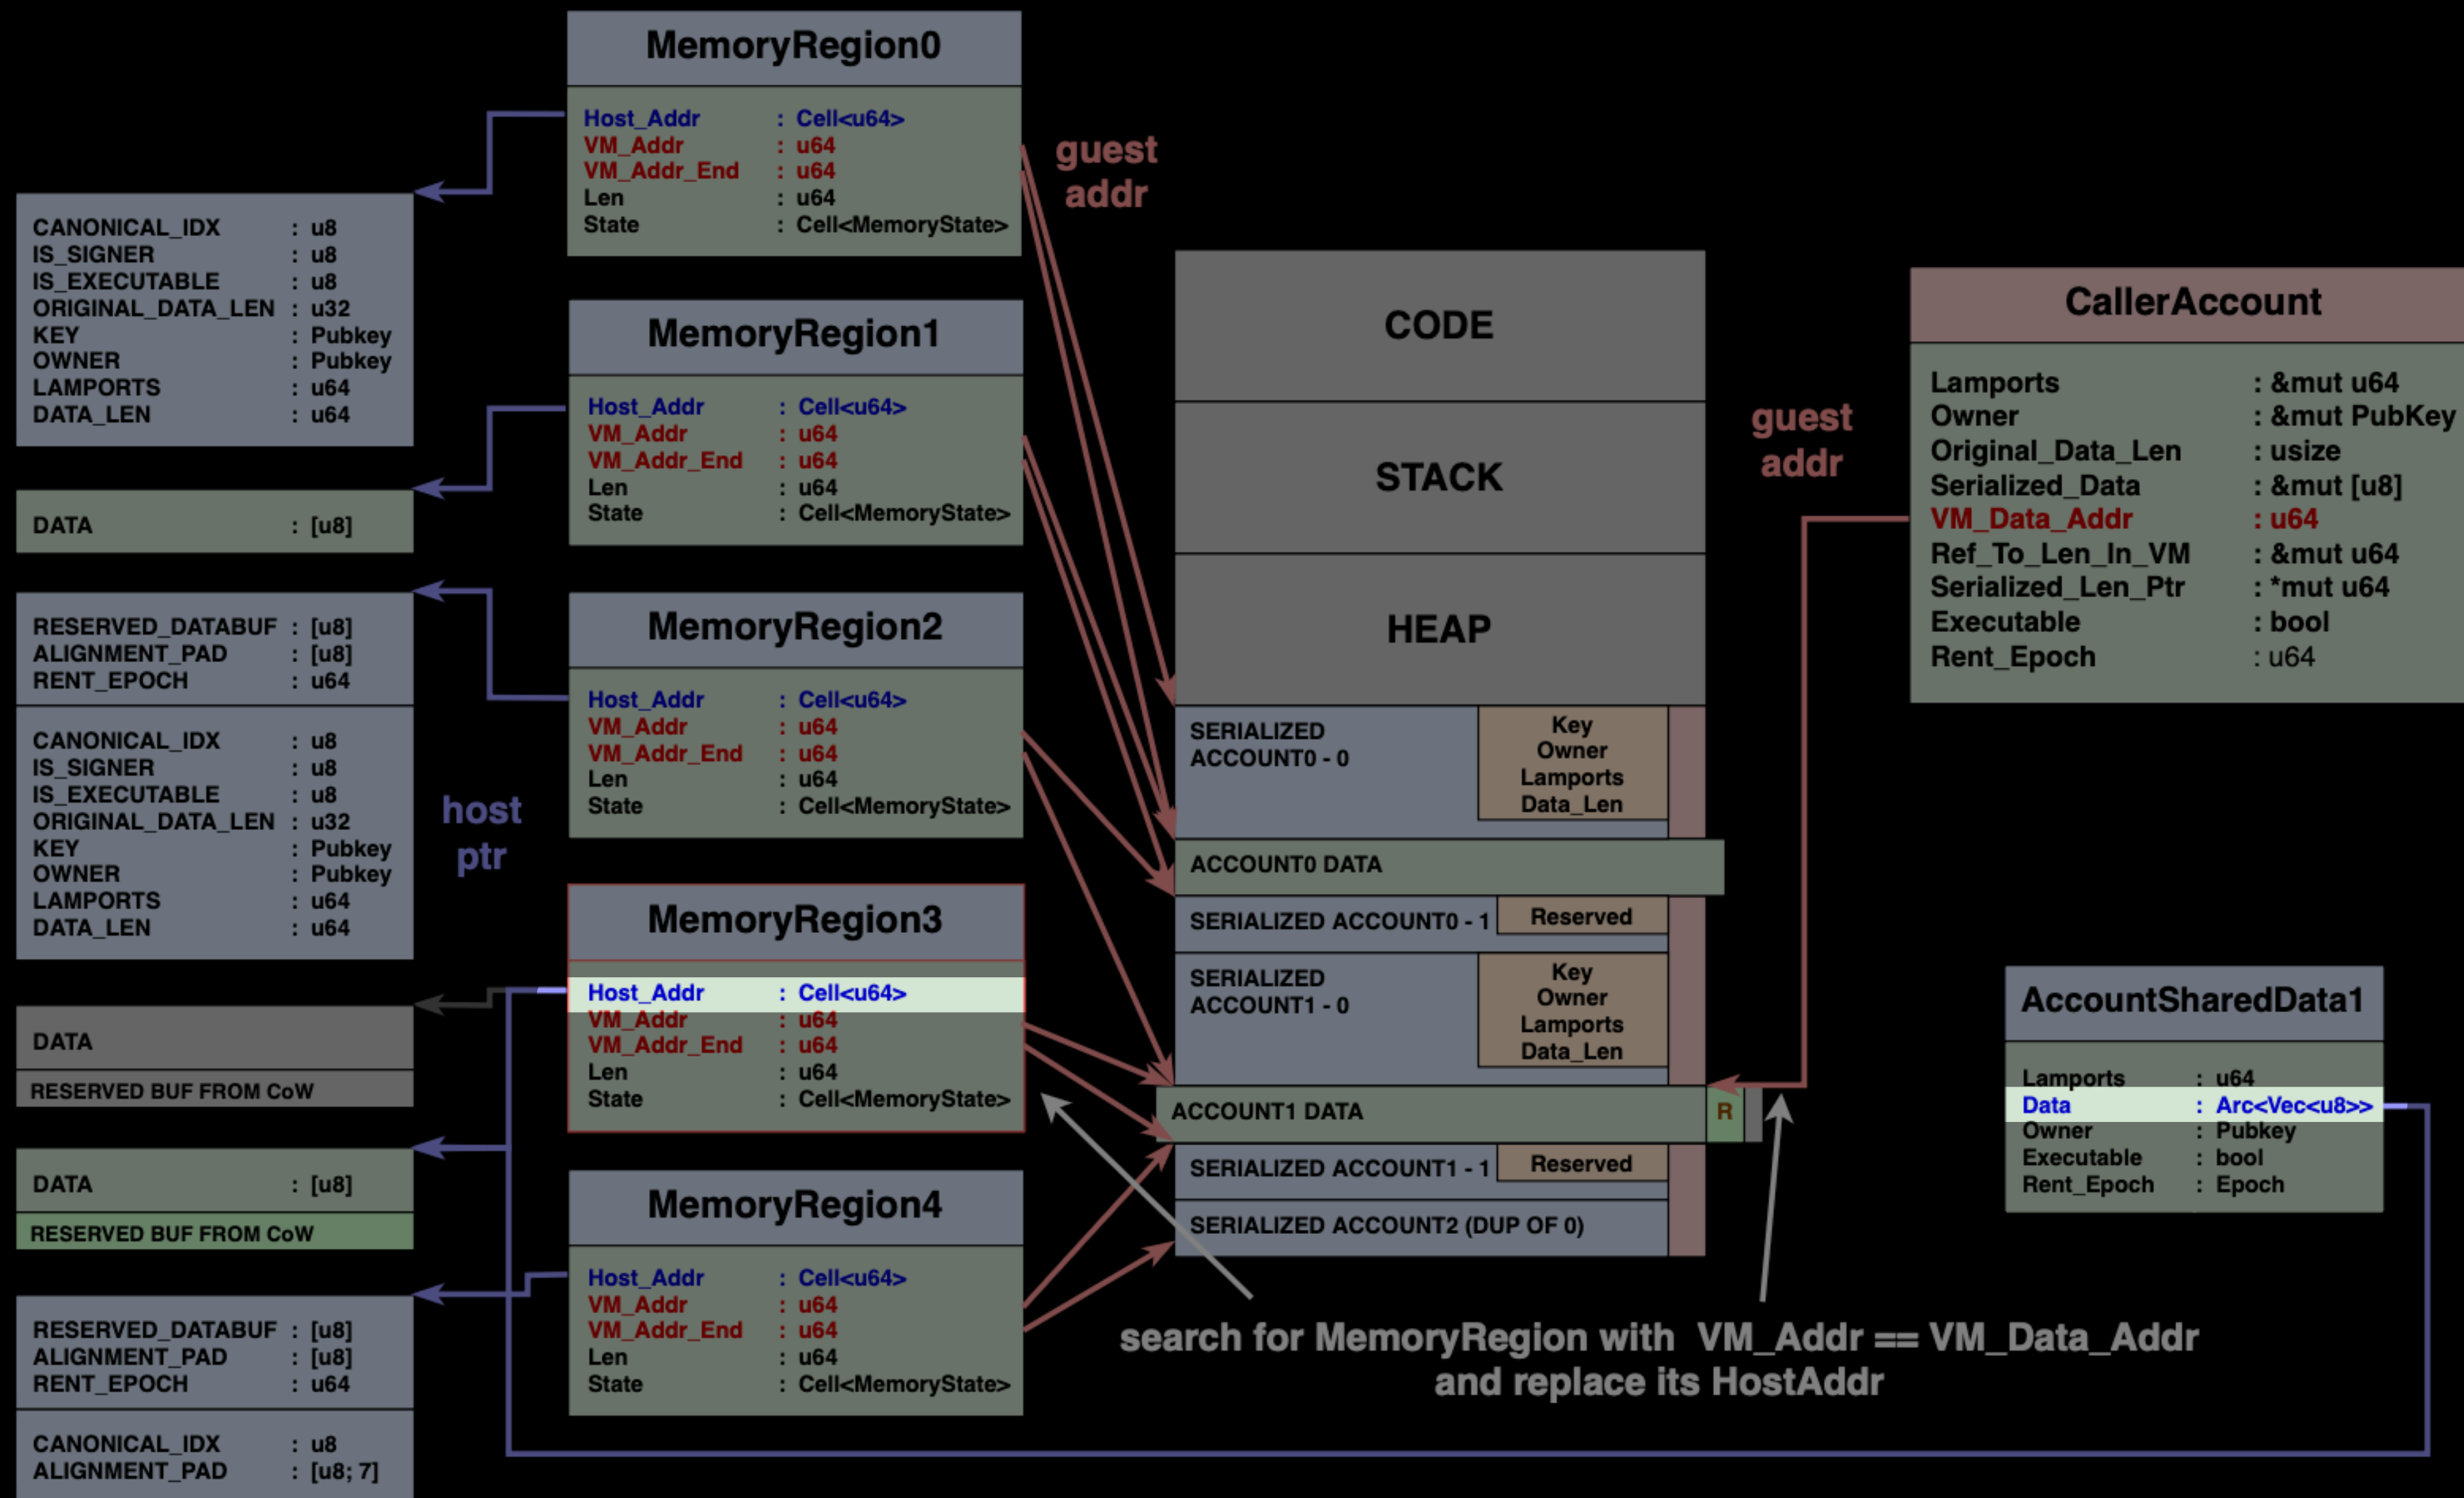 MemoryRegion0
Host_Addr : Cell<u64>
VM_Addr : u64
VM_Addr_End : u64
Len : u64
State : Cell<MemoryState>
MemoryRegion1
Host_Addr : Cell<u64>
VM_Addr : u64
VM_Addr_End : u64
Len : u64
State : Cell<MemoryState>
MemoryRegion2
Host_Addr : Cell<u64>
VM_Addr : u64
VM_Addr_End : u64
Len : u64
State : Cell<MemoryState>
MemoryRegion3
Host_Addr : Cell<u64>
VM_Addr : u64
VM_Addr_End : u64
Len : u64
State : Cell<MemoryState>
MemoryRegion4
Host_Addr : Cell<u64>
VM_Addr : u64
VM_Addr_End : u64
Len : u64
State : Cell<MemoryState>
CANONICAL_IDX : u8
IS_SIGNER : u8
IS_EXECUTABLE : u8
ORIGINAL_DATA_LEN : u32
KEY : Pubkey
OWNER : Pubkey
LAMPORTS : u64
DATA_LEN : u64
DATA : [u8]
RESERVED_DATABUF : [u8]
ALIGNMENT_PAD : [u8]
RENT_EPOCH : u64
CANONICAL_IDX : u8
IS_SIGNER : u8
IS_EXECUTABLE : u8
ORIGINAL_DATA_LEN : u32
KEY : Pubkey
OWNER : Pubkey
LAMPORTS : u64
DATA_LEN : u64
DATA
RESERVED BUF FROM CoW
DATA : [u8]
RESERVED BUF FROM CoW
RESERVED_DATABUF : [u8]
ALIGNMENT_PAD : [u8]
RENT_EPOCH : u64
CANONICAL_IDX : u8
ALIGNMENT_PAD : [u8; 7]
host
ptr
guest
addr
CODE
STACK
HEAP
SERIALIZED
ACCOUNT0 - 0
Key
Owner
Lamports
Data_Len
ACCOUNT0 DATA
SERIALIZED ACCOUNT0 - 1
Reserved
SERIALIZED
ACCOUNT1 - 0
Key
Owner
Lamports
Data_Len
ACCOUNT1 DATA
R
SERIALIZED ACCOUNT1 - 1
Reserved
SERIALIZED ACCOUNT2 (DUP OF 0)
guest
addr
CallerAccount
Lamports : &mut u64
Owner : &mut PubKey
Original_Data_Len : usize
Serialized_Data : &mut [u8]
VM_Data_Addr : u64
Ref_To_Len_In_VM : &mut u64
Serialized_Len_Ptr : *mut u64
Executable : bool
Rent_Epoch : u64
AccountSharedData1
Lamports : u64
Data : Arc<Vec<u8>>
Owner : Pubkey
Executable : bool
Rent_Epoch : Epoch
search for MemoryRegion with VM_Addr == VM_Data_Addr
and replace its HostAddr